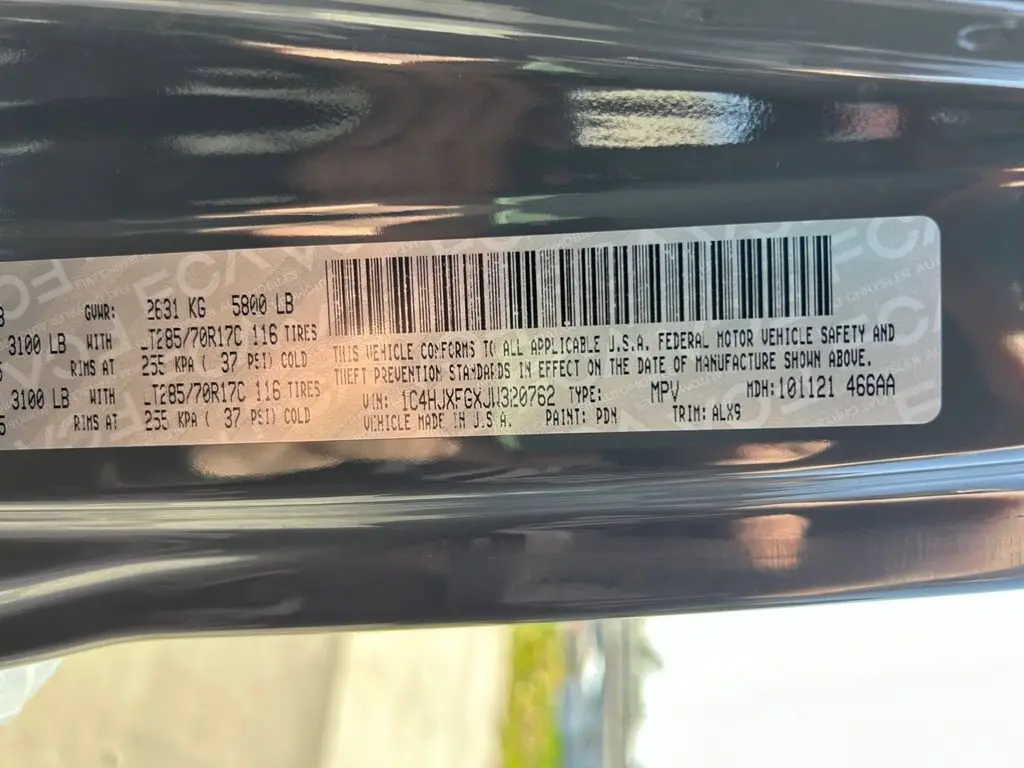 GVWR: 2631 KG 5800 LB
3100 LB WITH LT285/70R17C 116 TIRES
RIMS AT 255 KPA ( 37 PSI) COLD
3100 LB WITH LT285/70R17C 116 TIRES
RIMS AT 255 KPA ( 37 PSI) COLD
THIS VEHICLE CONFORMS TO ALL APPLICABLE U.S.A. FEDERAL MOTOR VEHICLE SAFETY AND
THEFT PREVENTION STANDARDS IN EFFECT ON THE DATE OF MANUFACTURE SHOWN ABOVE.
VIN: 1C4HJXFGXJW320762 TYPE: MPV MDH:101121 466AA
VEHICLE MADE IN U.S.A. PAINT: PDN TRIM: ALX9